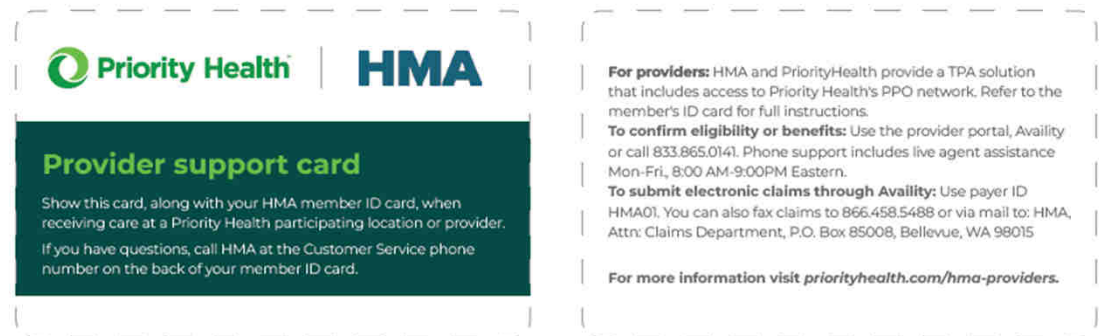 Priority Health
HMA
Provider support card
Show this card, along with your HMA member ID card, when
receiving care at a Priority Health participating location or provider.
If you have questions, call HMA at the Customer Service phone
number on the back of your member ID card.
For providers: HMA and PriorityHealth provide a TPA solution
that includes access to Priority Health's PPO network. Refer to the
member's ID card for full instructions.
To confirm eligibility or benefits: Use the provider portal, Availity
or call 833.865.0141. Phone support includes live agent assistance
Mon-Fri., 8:00 AM-9:00PM Eastern.
To submit electronic claims through Availity: Use payer ID
HMA01. You can also fax claims to 866.458.5488 or via mail to: HMA,
Attn: Claims Department, P.O. Box 85008, Bellevue, WA 98015
For more information visit priorityhealth.com/hma-providers.